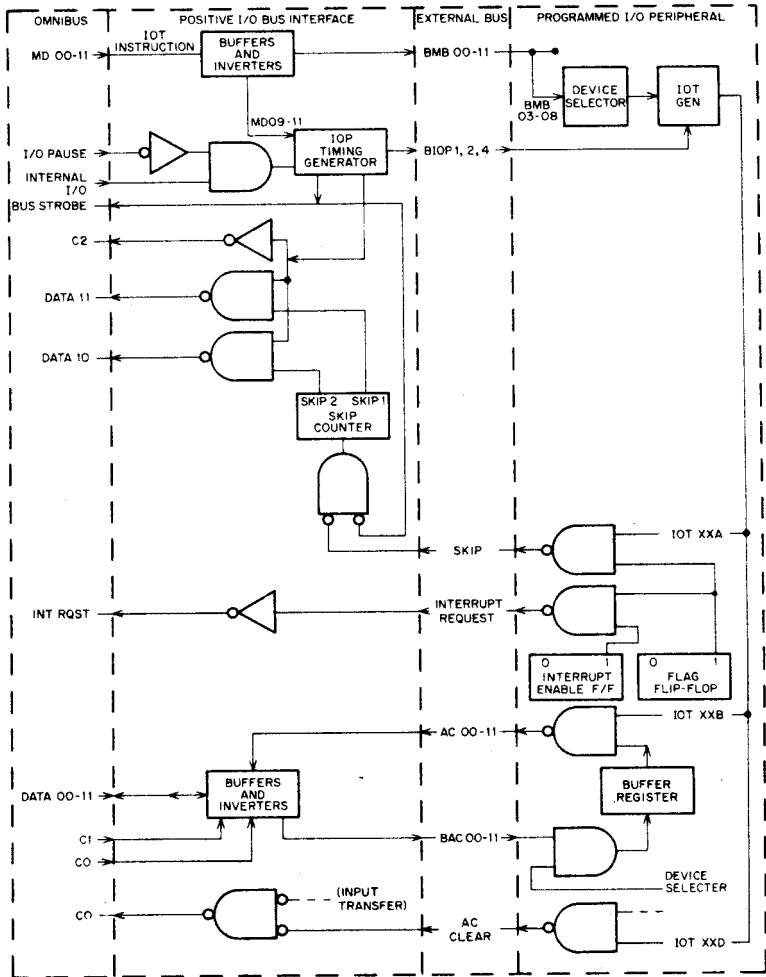 OMNIBUS
POSITIVE I/O BUS INTERFACE
EXTERNAL BUS
PROGRAMMED I/O PERIPHERAL
MD 00-11
IOT
INSTRUCTION
BUFFERS
AND
INVERTERS
BMB 00-11
BMB
03-08
DEVICE
SELECTOR
IOT
GEN
MD09-11
I/O PAUSE
INTERNAL
I/O
IOP
TIMING
GENERATOR
BIOP 1, 2, 4
BUS STROBE
C2
DATA 11
DATA 10
SKIP 2 SKIP 1
SKIP
COUNTER
SKIP
IOT XXA
INT RQST
INTERRUPT
REQUEST
0 1
INTERRUPT
ENABLE F/F
0 1
FLAG
FLIP-FLOP
AC 00-11
IOT XXB
DATA 00-11
BUFFERS
AND
INVERTERS
BUFFER
REGISTER
C1
C0
BAC 00-11
DEVICE
SELECTER
C0
(INPUT
TRANSFER)
AC
CLEAR
IOT XXD